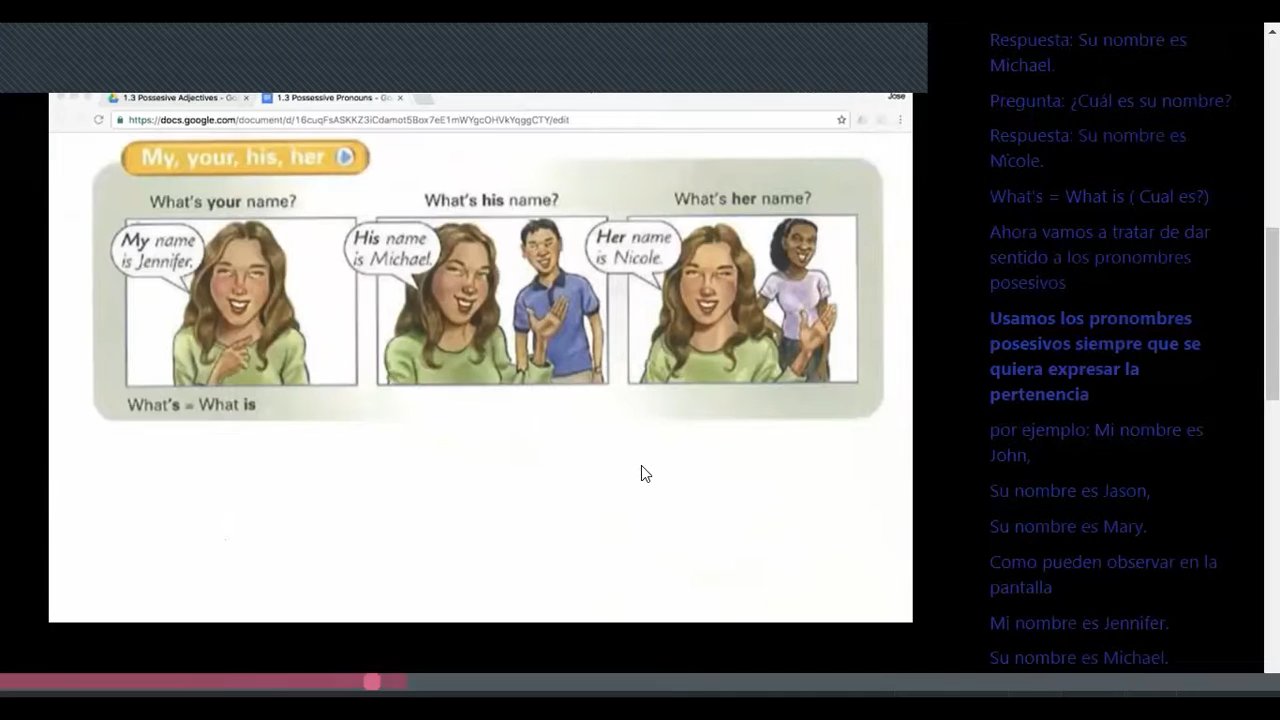 1.3 Possesive Adjectives - Go
1.3 Possessive Pronouns - Go
Jose
https://docs.google.com/document/d/16cuqFsASKKZ3iCdamot5Box7eE1mWYgcOHVkYqggCTY/edit
My, your, his, her
What's your name?
My name
is Jennifer.
What's his name?
His name
is Michael.
What's her name?
Her name
is Nicole.
What's = What is
Respuesta: Su nombre es
Michael.
Pregunta: ¿Cuál es su nombre?
Respuesta: Su nombre es
Nicole.
What's = What is ( Cual es?)
Ahora vamos a tratar de dar
sentido a los pronombres
posesivos
Usamos los pronombres
posesivos siempre que se
quiera expresar la
pertenencia
por ejemplo: Mi nombre es
John,
Su nombre es Jason,
Su nombre es Mary.
Como pueden observar en la
pantalla
Mi nombre es Jennifer.
Su nombre es Michael.